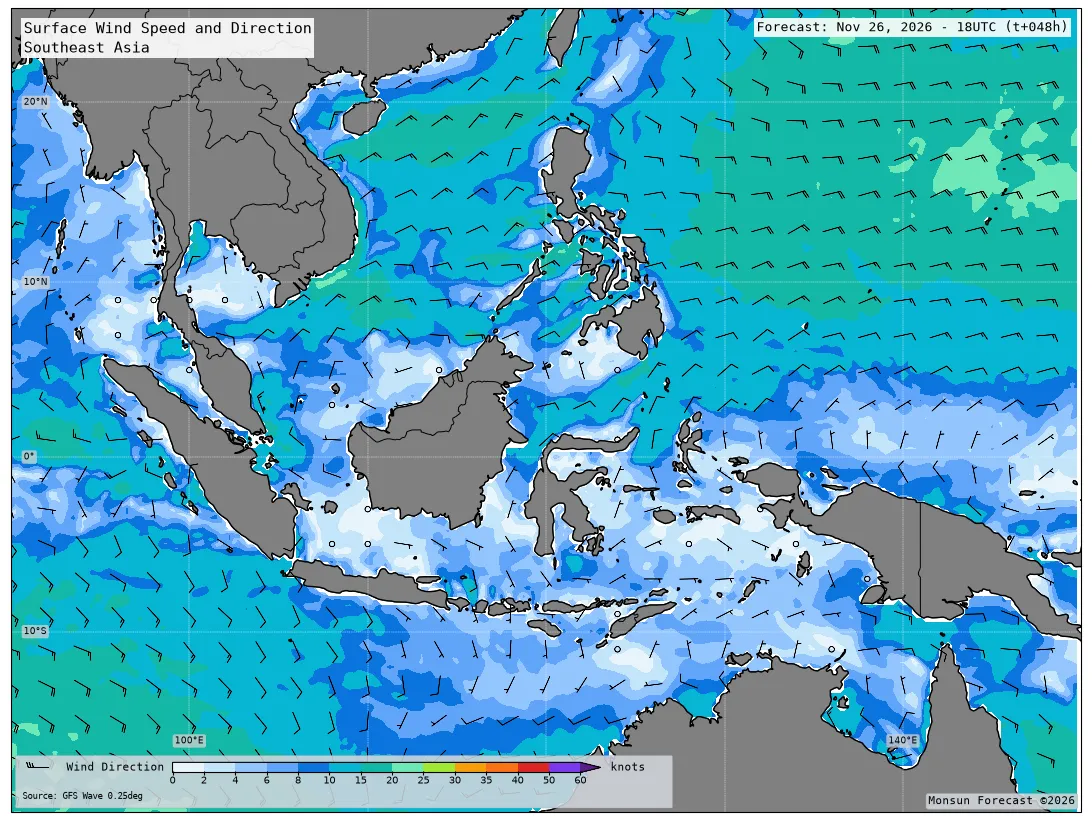 Surface Wind Speed and Direction
Southeast Asia
Forecast: Nov 26, 2026 - 18UTC (t+048h)
20°N
10°N
0°
10°S
100°E
140°E
Wind Direction
knots
0 2 4 6 8 10 15 20 25 30 35 40 50 60
Source: GFS Wave 0.25deg
Monsun Forecast ©2026